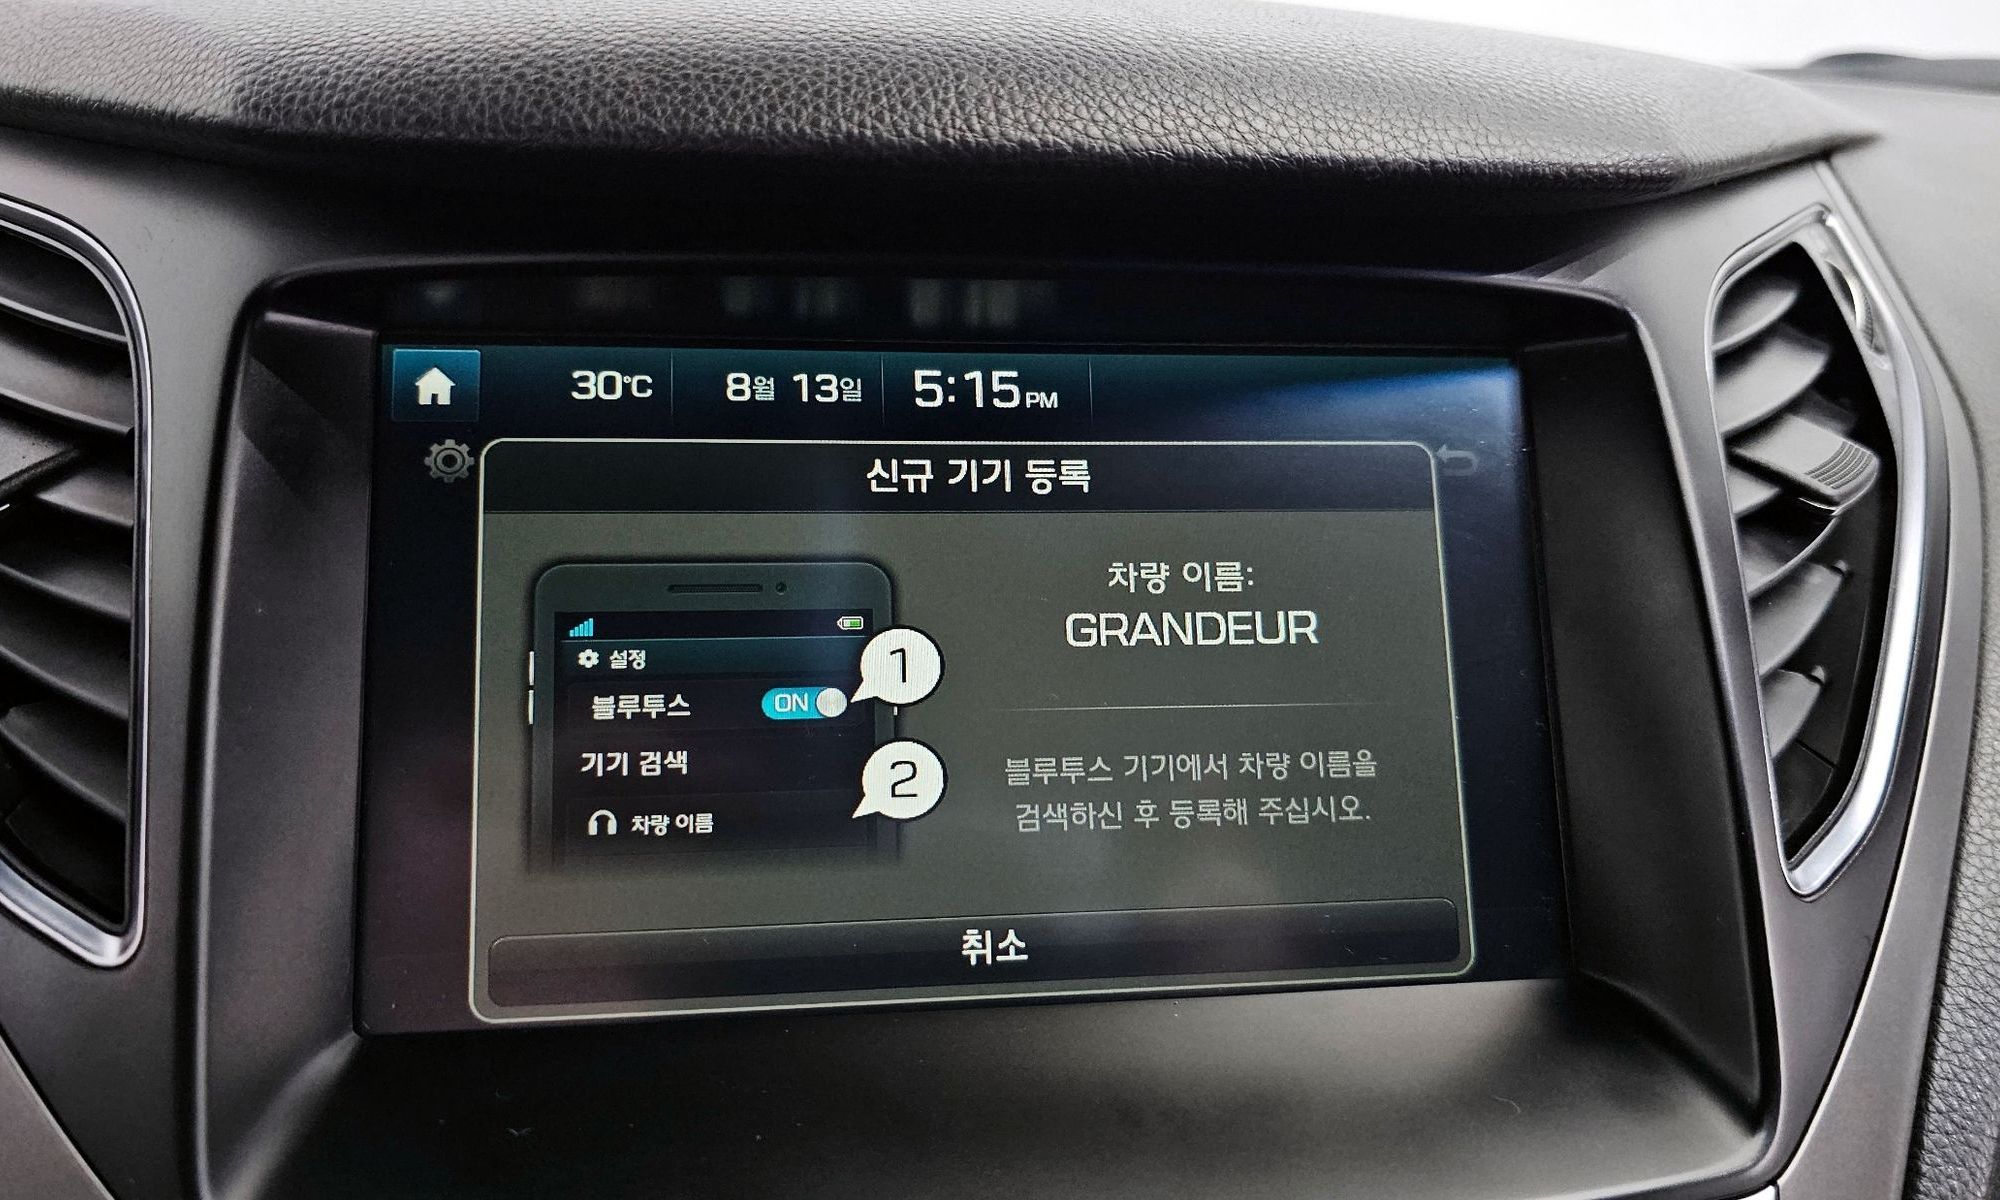 30°C 8월 13일 5:15 PM
신규 기기 등록
설정
블루투스 ON
1
기기 검색
2
차량 이름
차량 이름:
GRANDEUR
블루투스 기기에서 차량 이름을
검색하신 후 등록해 주십시오.
취소